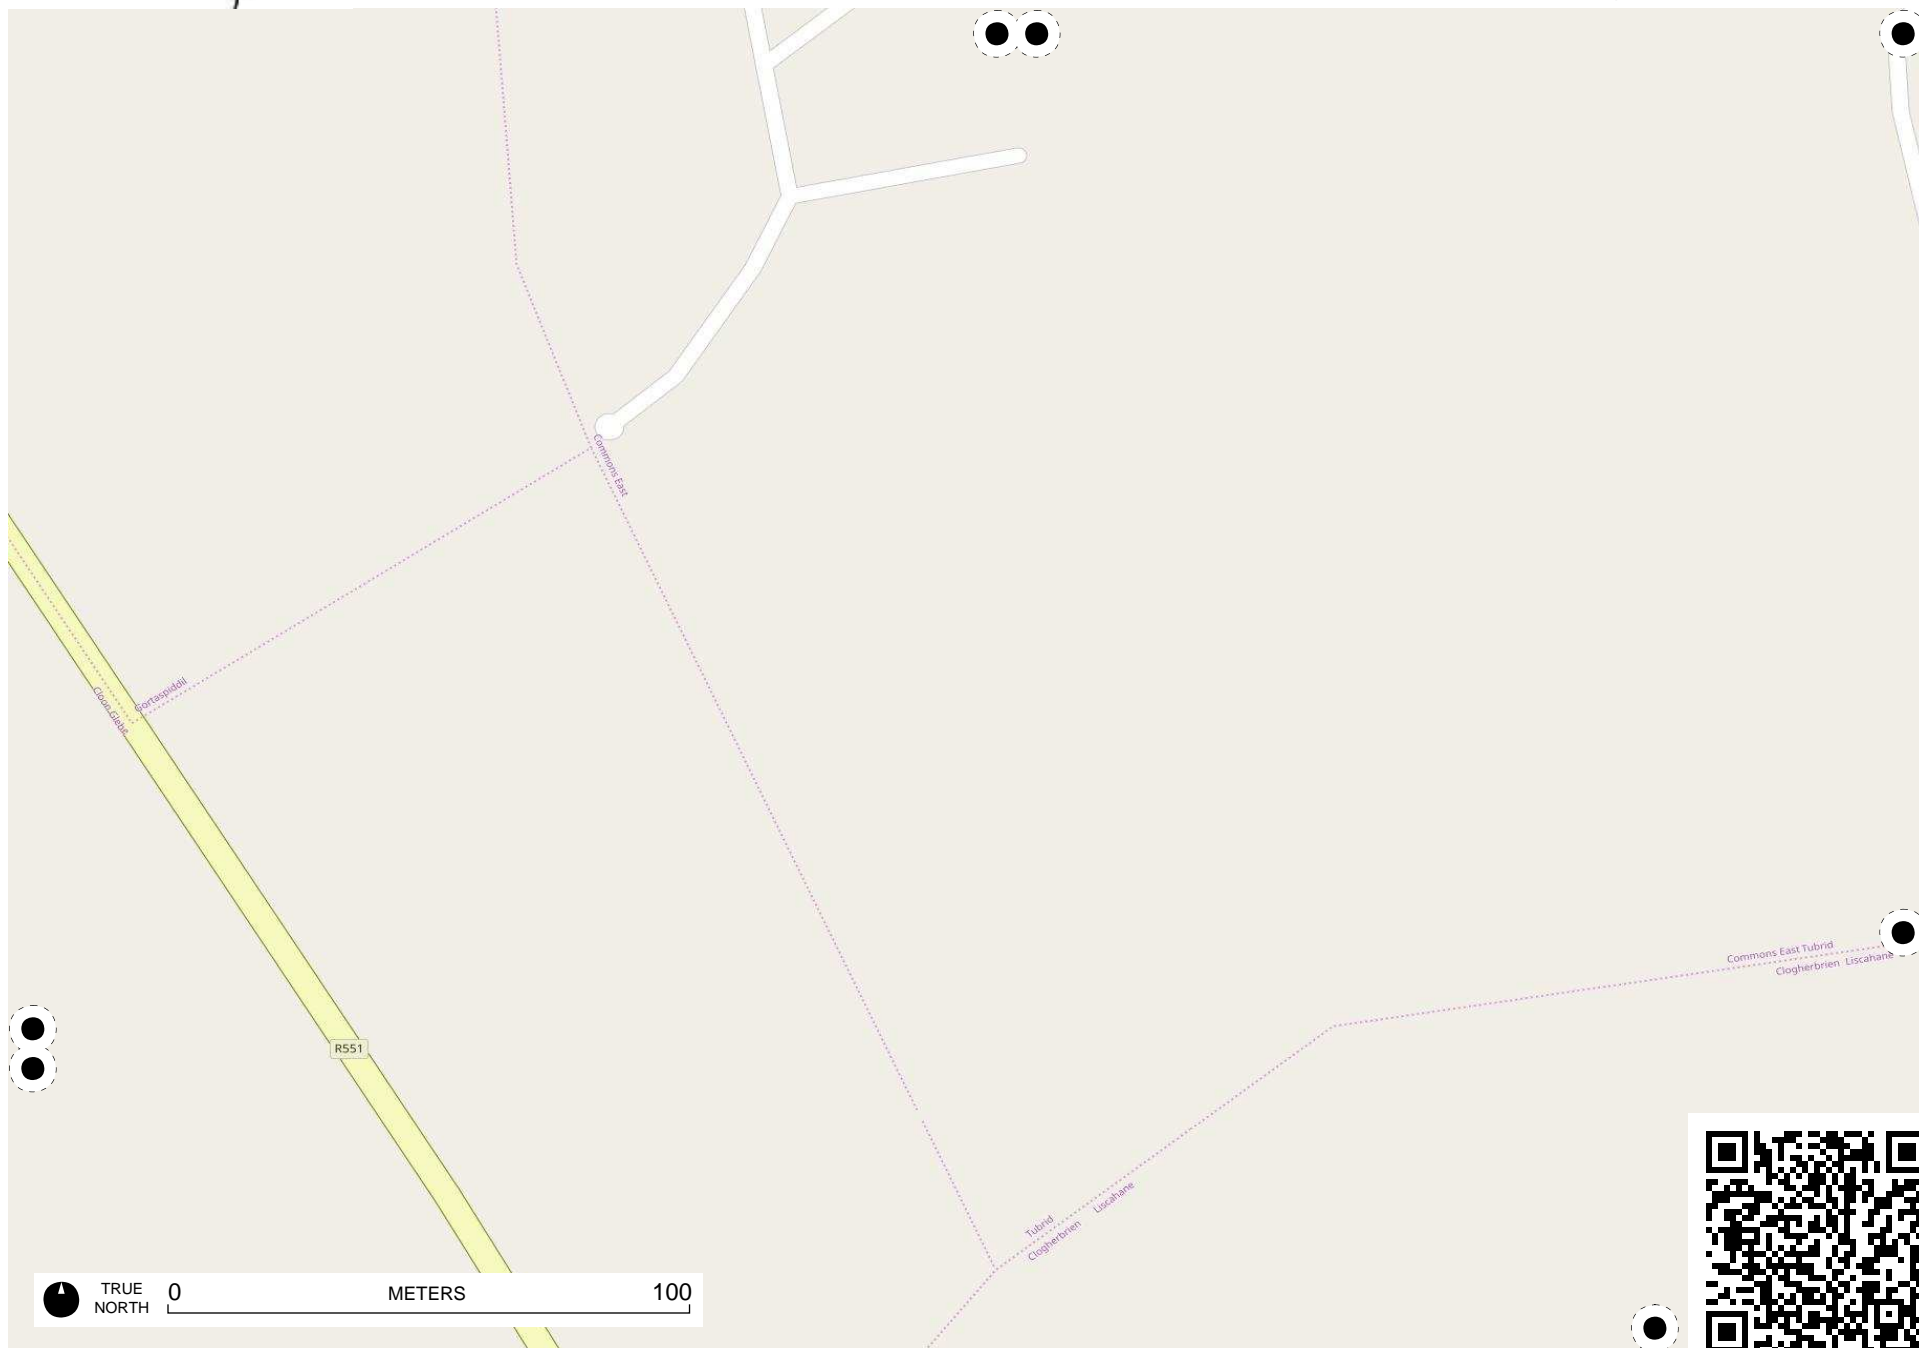 Commons East
Gortaspiddil
Cloon Glebe
Commons East Tubrid
Clogherbrien Liscahane
R551
Tubrid
Liscahane
Clogherbrien
TRUE
NORTH
0 METERS 100